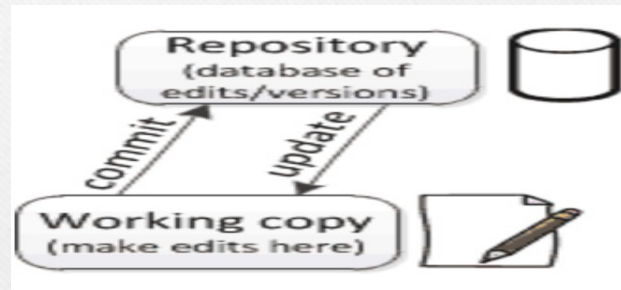 Repository
(database of
edits/versions)
commit
update
Working copy
(make edits here)